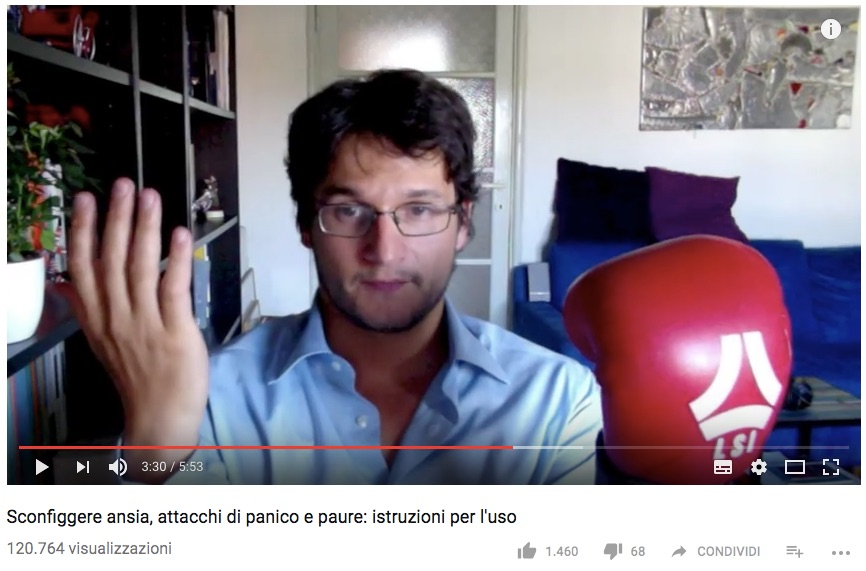 LSI
3:30 / 5:53
Sconfiggere ansia, attacchi di panico e paure: istruzioni per l'uso
120.764 visualizzazioni
1.460 68 CONDIVIDI